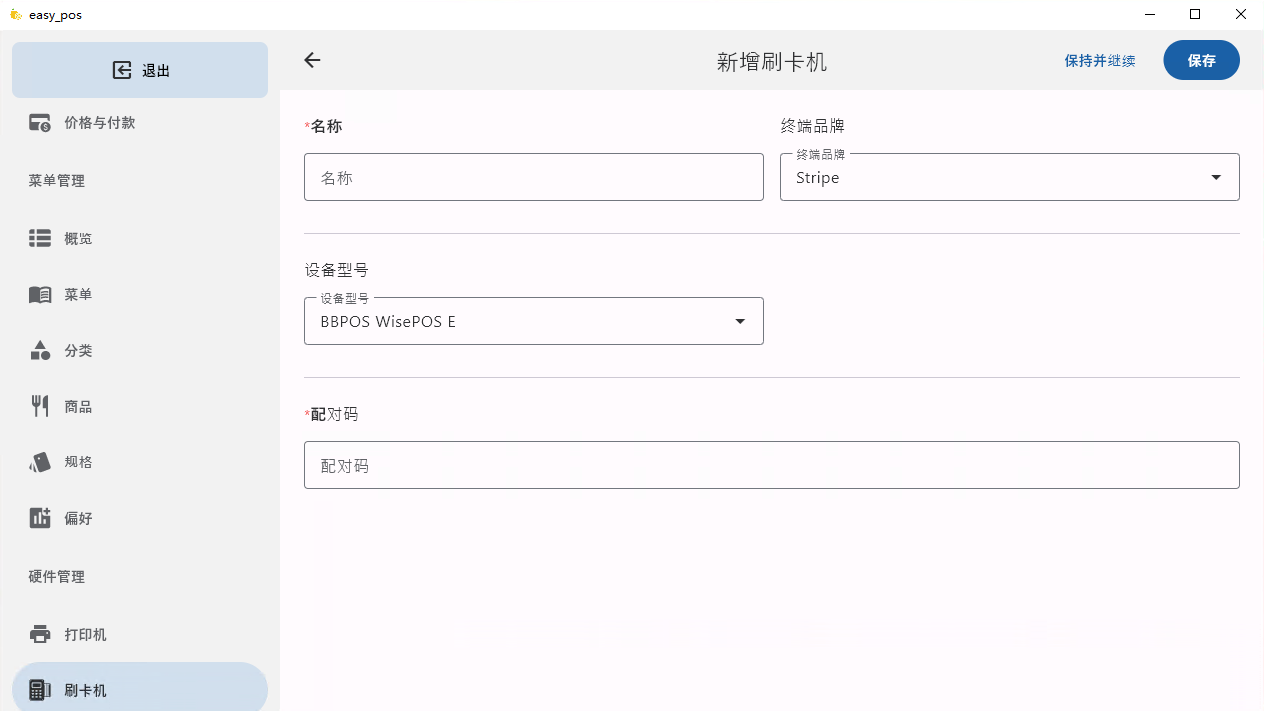 easy_pos
退出
价格与付款
菜单管理
概览
菜单
分类
商品
规格
偏好
硬件管理
打印机
刷卡机
新增刷卡机
保持并继续
保存
*名称
名称
终端品牌
终端品牌
Stripe
设备型号
设备型号
BBPOS WisePOS E
*配对码
配对码